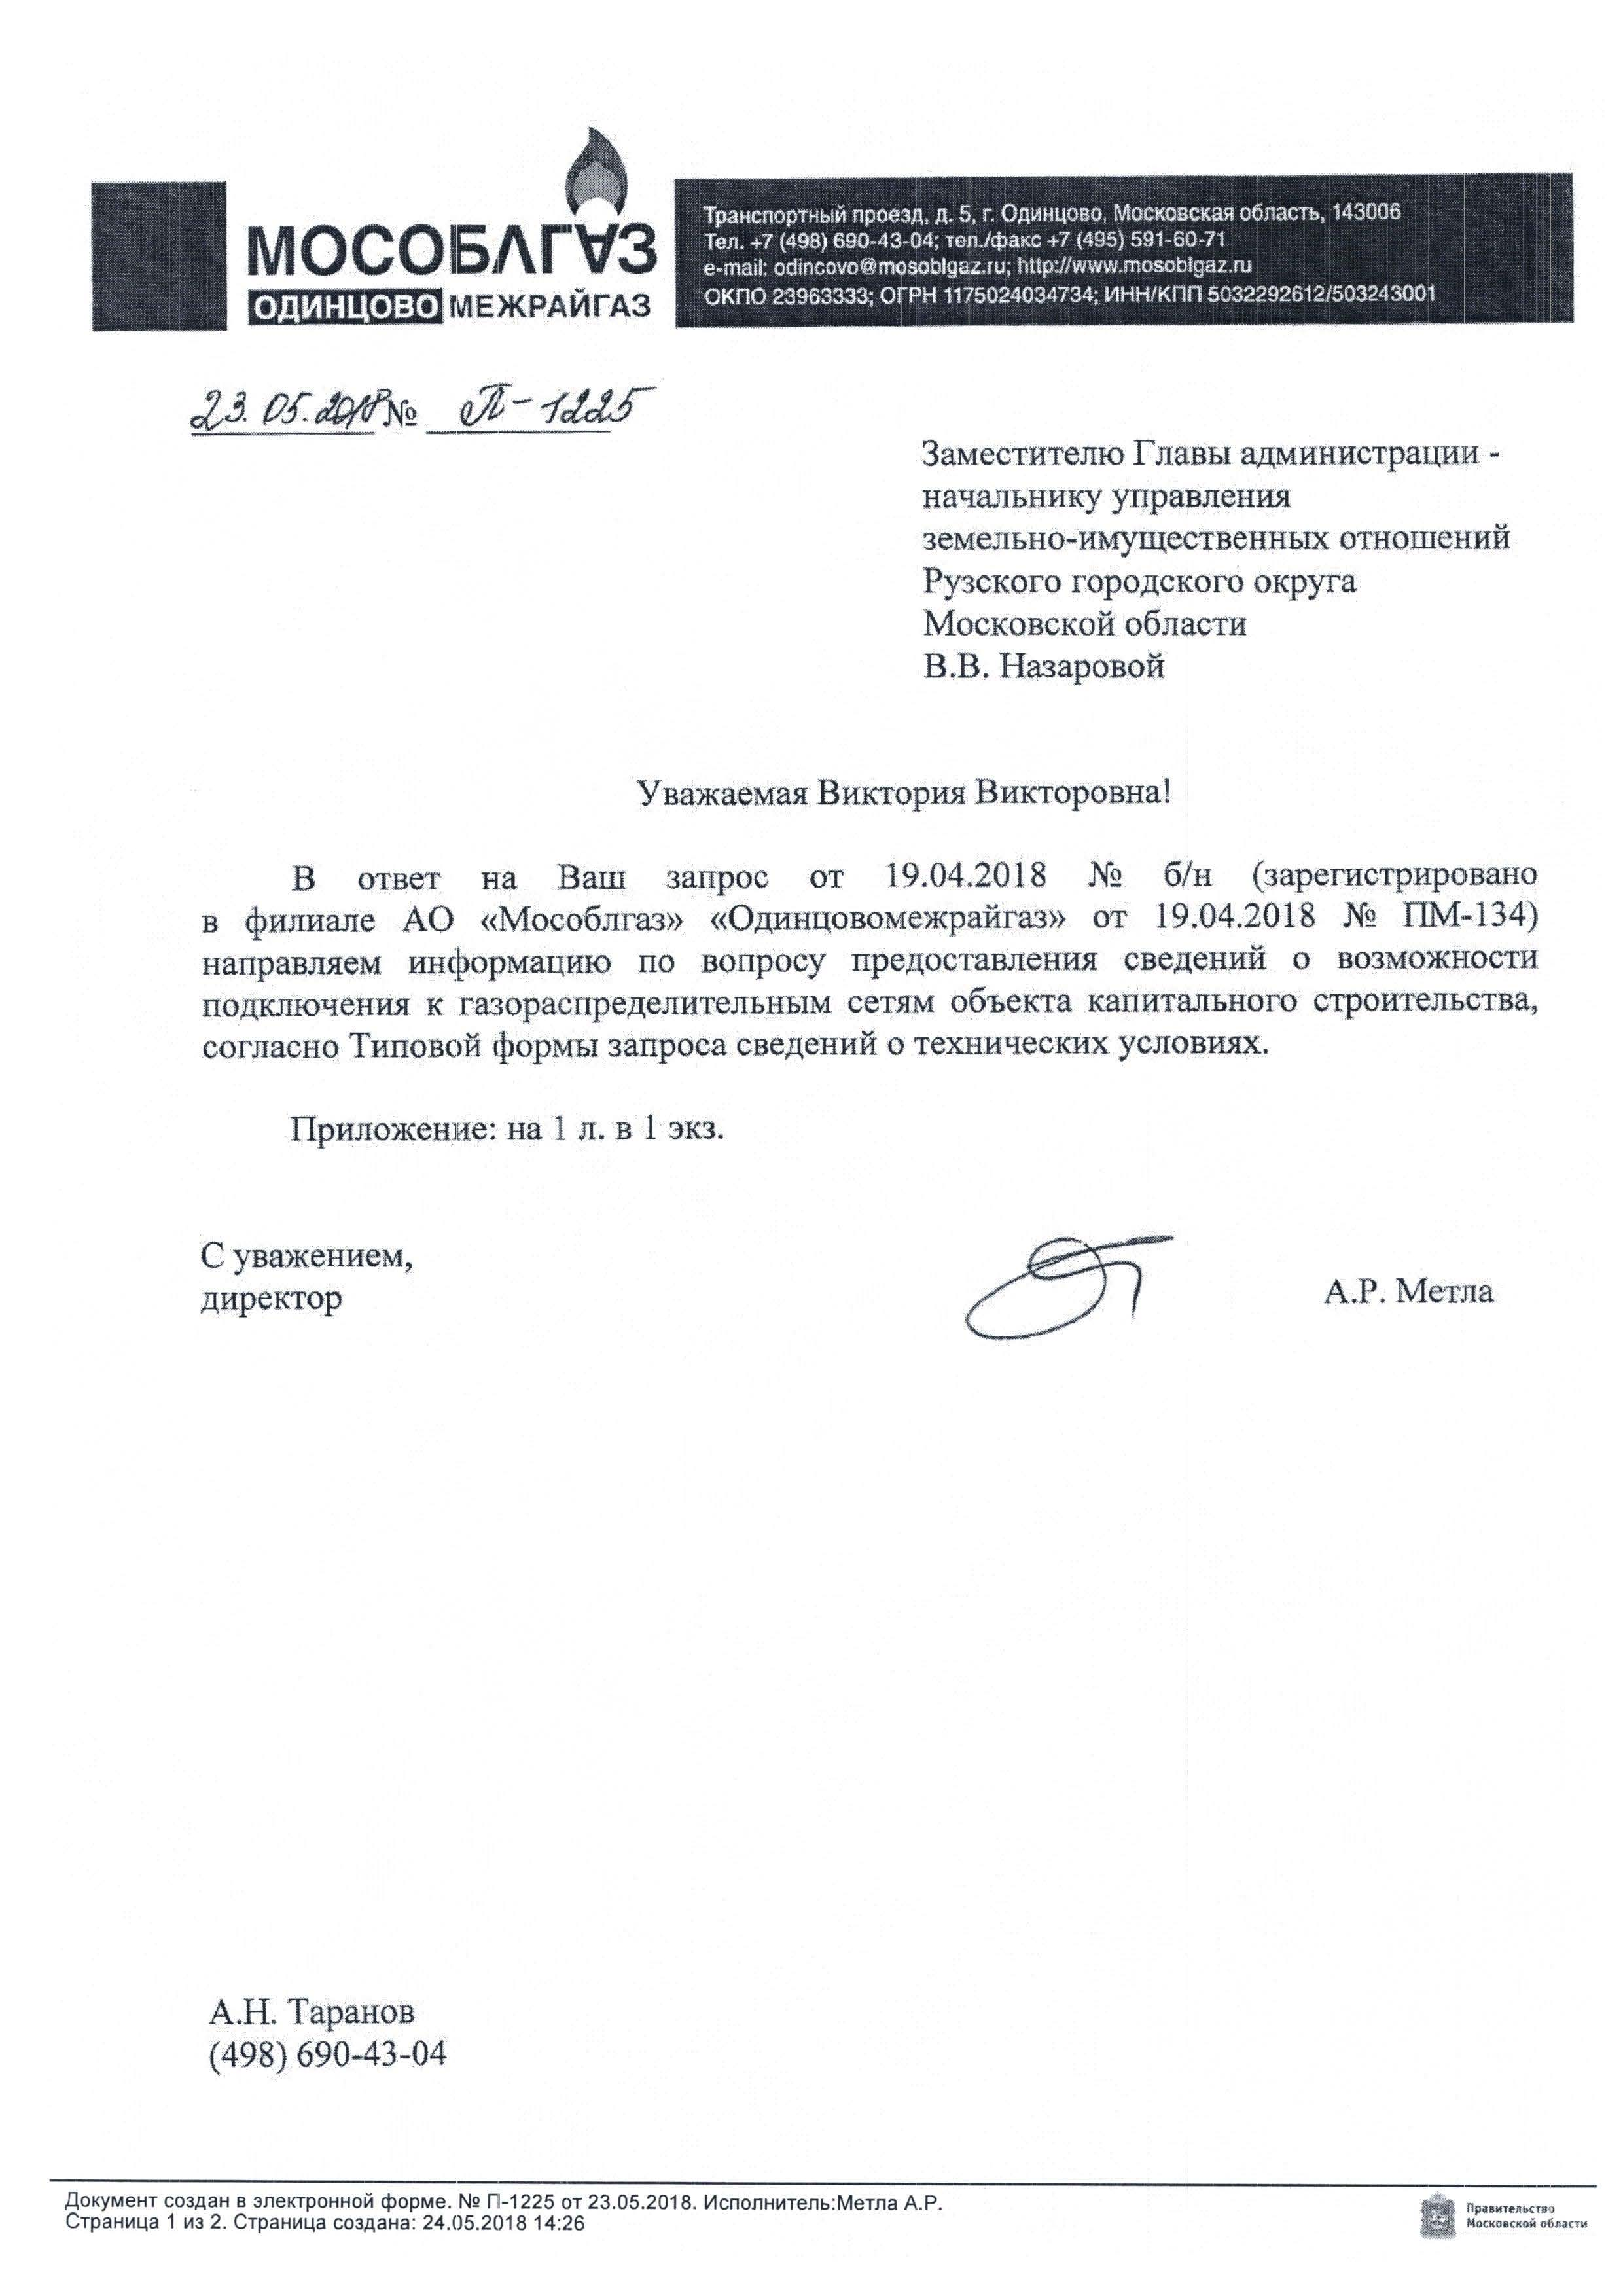 МОСОБЛГАЗ
ОДИНЦОВО МЕЖРАЙГАЗ
Транспортный проезд, д. 5, г. Одинцово, Московская область, 143006
Тел. +7 (498) 690-43-04; тел./факс +7 (495) 591-60-71
e-mail: odincovo@mosoblgaz.ru; http://www.mosoblgaz.ru
ОКПО 23963333; ОГРН 1175024034734; ИНН/КПП 5032292612/503243001
23.05.2018 № П-1225
Заместителю Главы администрации -
начальнику управления
земельно-имущественных отношений
Рузского городского округа
Московской области
В.В. Назаровой
Уважаемая Виктория Викторовна!
В ответ на Ваш запрос от 19.04.2018 № б/н (зарегистрировано
в филиале АО «Мособлгаз» «Одинцовомежрайгаз» от 19.04.2018 № ПМ-134)
направляем информацию по вопросу предоставления сведений о возможности
подключения к газораспределительным сетям объекта капитального строительства,
согласно Типовой формы запроса сведений о технических условиях.
Приложение: на 1 л. в 1 экз.
С уважением,
директор
А.Р. Метла
А.Н. Таранов
(498) 690-43-04
Документ создан в электронной форме. № П-1225 от 23.05.2018. Исполнитель:Метла А.Р.
Страница 1 из 2. Страница создана: 24.05.2018 14:26
Правительство
Московской области